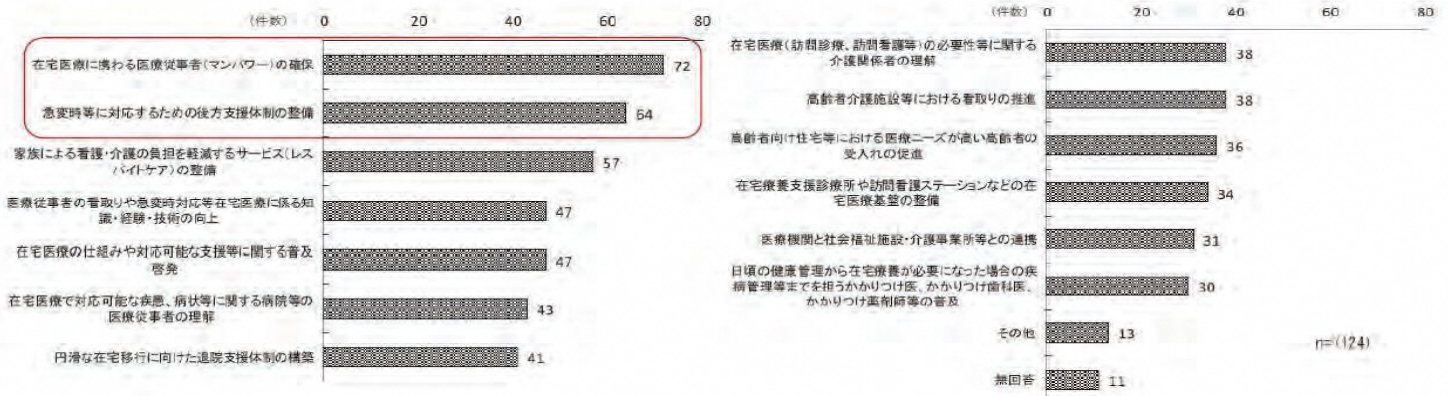 (件数) 0 20 40 60 80
在宅医療に携わる医療従事者(マンパワー)の確保 72
急変時等に対応するための後方支援体制の整備 64
家族による看護・介護の負担を軽減するサービス(レス
パイトケア)の整備 57
医療従事者の看取りや急変時対応等在宅医療に係る知
識・経験・技術の向上 47
在宅医療の仕組みや対応可能な支援等に関する普及
啓発 47
在宅医療で対応可能な疾患、病状等に関する病院等の
医療従事者の理解 43
円滑な在宅移行に向けた退院支援体制の構築 41
(件数) 0 20 40 60 80
在宅医療(訪問診療、訪問看護等)の必要性等に関する
介護関係者の理解 38
高齢者介護施設等における看取りの推進 38
高齢者向け住宅等における医療ニーズが高い高齢者の
受入れの促進 36
在宅療養支援診療所や訪問看護ステーションなどの在
宅医療基盤の整備 34
医療機関と社会福祉施設・介護事業所等との連携 31
日頃の健康管理から在宅療養が必要になった場合の疾
病管理等までを担うかかりつけ医、かかりつけ歯科医、
かかりつけ薬剤師等の普及 30
その他 13
無回答 11
n=(124)